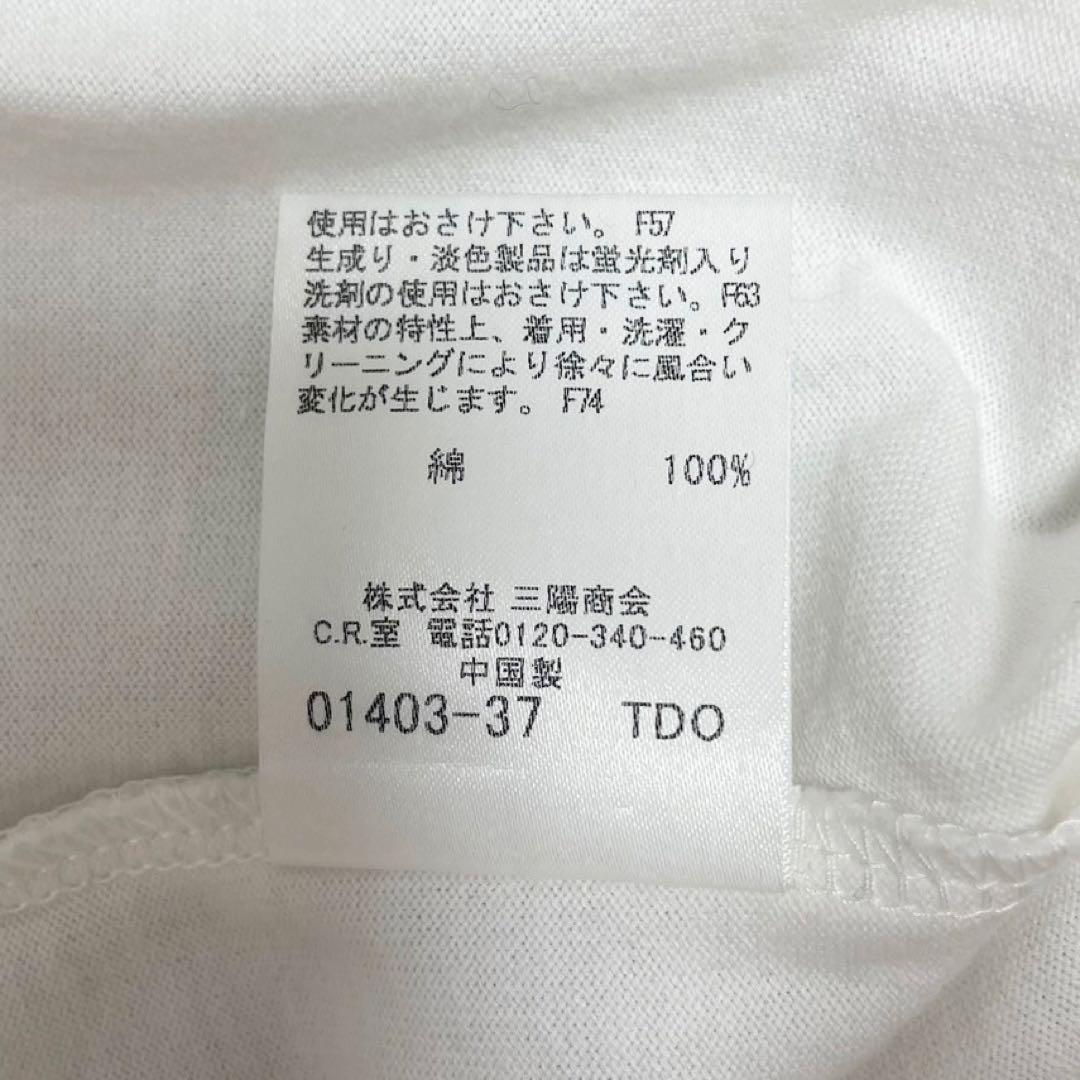 使用はおさけ下さい。 F57
生成り・淡色製品は蛍光剤入り
洗剤の使用はおさけ下さい。F63
素材の特性上、着用・洗濯・ク
リーニングにより徐々に風合い
変化が生じます。 F74
綿 100%
株式会社 三陽商会
C.R.室 電話0120-340-460
中国製
01403-37 TDO